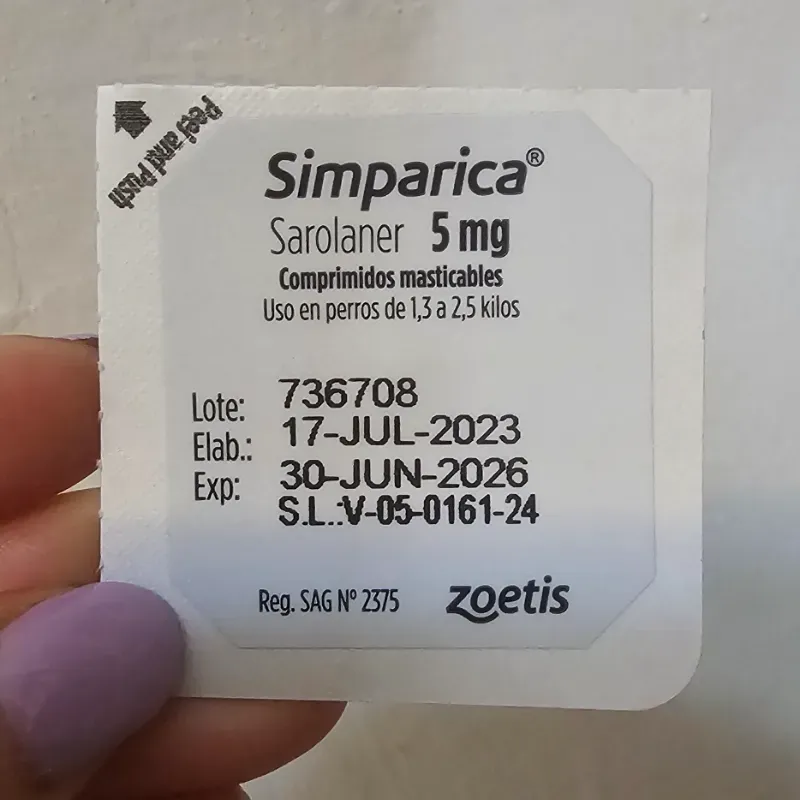 Peel and Push
Simparica®
Sarolaner 5 mg
Comprimidos masticables
Uso en perros de 1,3 a 2,5 kilos
Lote: 736708
Elab.: 17-JUL-2023
Exp: 30-JUN-2026
S.L.:V-05-0161-24
Reg. SAG Nº 2375 zoetis